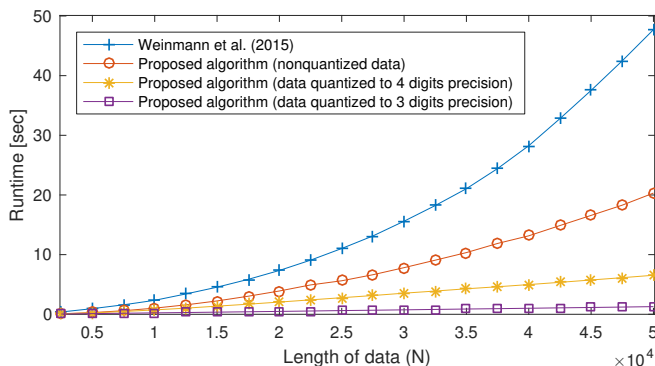 50
40
30
20
10
0
Runtime [sec]
Weinmann et al. (2015)
Proposed algorithm (nonquantized data)
Proposed algorithm (data quantized to 4 digits precision)
Proposed algorithm (data quantized to 3 digits precision)
0.5 1 1.5 2 2.5 3 3.5 4 4.5 5
Length of data (N)
×10⁴